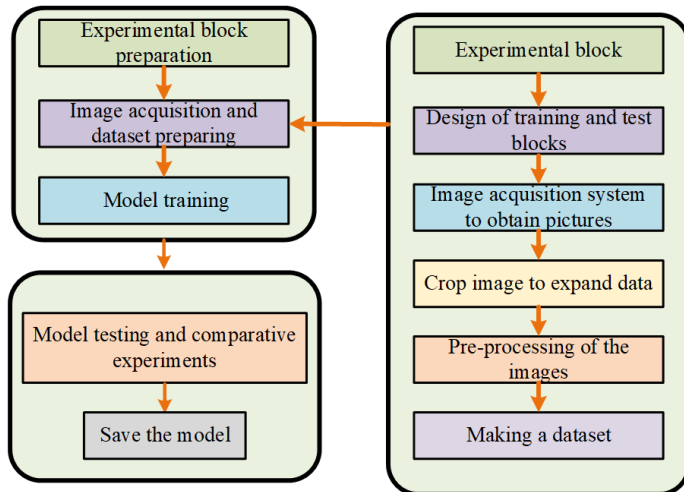 Experimental block
preparation
Image acquisition and
dataset preparing
Model training
Model testing and comparative
experiments
Save the model
Experimental block
Design of training and test
blocks
Image acquisition system
to obtain pictures
Crop image to expand data
Pre-processing of the
images
Making a dataset